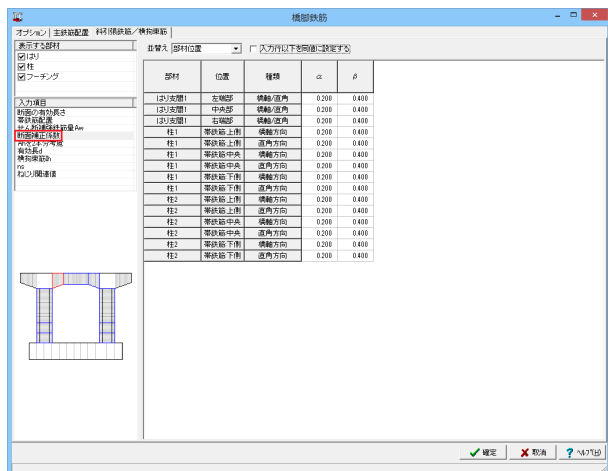 橋脚鉄筋
オプション 主鉄筋配置 斜引張鉄筋／横拘束筋
表示する部材
はり
柱
フーチング
並替え 部材位置 入力行以下を同値に設定する
入力項目
断面の有効高さ
帯鉄筋配置
せん断補強鉄筋量Aw
断面補正係数
有効長d
横拘束筋Ah
ns
ねじり関連値
部材 位置 種類 α β
はり支間1 左端部 橋軸/直角 0.200 0.400
はり支間1 中央部 橋軸/直角 0.200 0.400
はり支間1 右端部 橋軸/直角 0.200 0.400
柱1 帯鉄筋上側 橋軸方向 0.200 0.400
柱1 帯鉄筋上側 直角方向 0.200 0.400
柱1 帯鉄筋中央 橋軸方向 0.200 0.400
柱1 帯鉄筋中央 直角方向 0.200 0.400
柱1 帯鉄筋下側 橋軸方向 0.200 0.400
柱1 帯鉄筋下側 直角方向 0.200 0.400
柱2 帯鉄筋上側 橋軸方向 0.200 0.400
柱2 帯鉄筋上側 直角方向 0.200 0.400
柱2 帯鉄筋中央 橋軸方向 0.200 0.400
柱2 帯鉄筋中央 直角方向 0.200 0.400
柱2 帯鉄筋下側 橋軸方向 0.200 0.400
柱2 帯鉄筋下側 直角方向 0.200 0.400
確定 取消 ? ﾍﾙﾌﾟ(H)